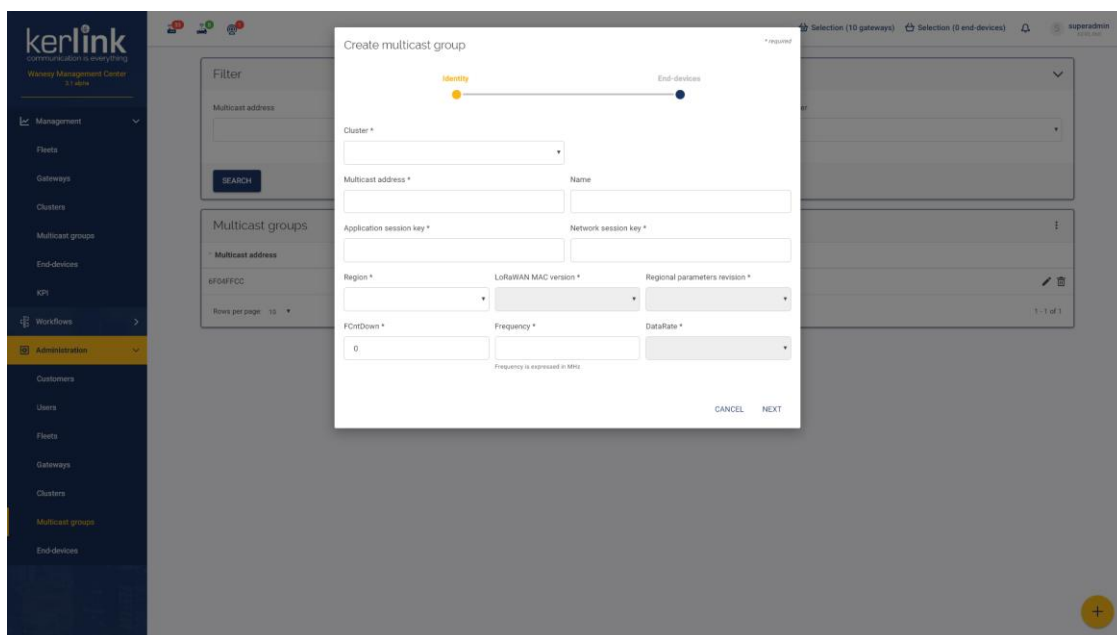 kerlink
communication is everything
Wanesy Management Center
3.1 alpha
Management
Fleets
Gateways
Clusters
Multicast groups
End-devices
KPI
Workflows
Administration
Customers
Users
Fleets
Gateways
Clusters
Multicast groups
End-devices
Selection (10 gateways) Selection (0 end-devices) S superadmin
Filter
Multicast address
SEARCH
Multicast groups
Multicast address
6F04FFCC
Rows per page: 10
1 - 1 of 1
Create multicast group * required
Identity End-devices
Cluster *
Multicast address * Name
Application session key * Network session key *
Region * LoRaWAN MAC version * Regional parameters revision *
FCntDown * Frequency * DataRate *
0
Frequency is expressed in MHz
CANCEL NEXT
+